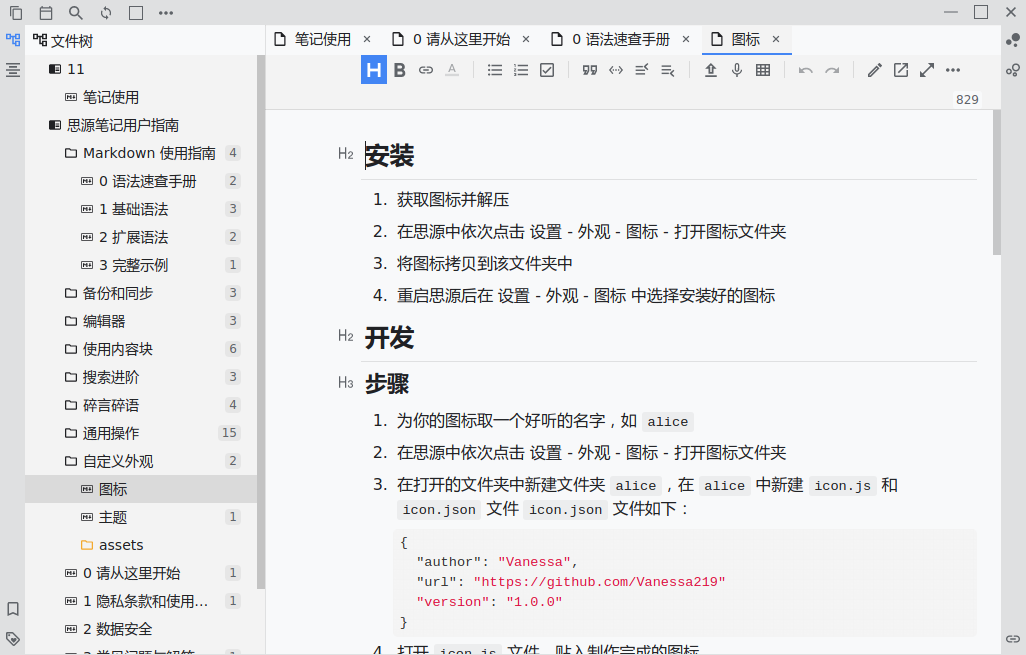 文件树
11
笔记使用
思源笔记用户指南
Markdown 使用指南 4
0 语法速查手册 2
1 基础语法 3
2 扩展语法 2
3 完整示例 1
备份和同步 3
编辑器 3
使用内容块 6
搜索进阶 3
碎言碎语 4
通用操作 15
自定义外观 2
图标
主题 1
assets
0 请从这里开始 1
1 隐私条款和使用... 1
2 数据安全
笔记使用 ×
0 请从这里开始 ×
0 语法速查手册 ×
图标 ×
H B A
829
H2 安装
1. 获取图标并解压
2. 在思源中依次点击 设置 - 外观 - 图标 - 打开图标文件夹
3. 将图标拷贝到该文件夹中
4. 重启思源后在 设置 - 外观 - 图标 中选择安装好的图标
H2 开发
H3 步骤
1. 为你的图标取一个好听的名字，如 alice
2. 在思源中依次点击 设置 - 外观 - 图标 - 打开图标文件夹
3. 在打开的文件夹中新建文件夹 alice ，在 alice 中新建 icon.js 和
icon.json 文件 icon.json 文件如下：
{
"author": "Vanessa",
"url": "https://github.com/Vanessa219"
"version": "1.0.0"
}
4. 打开 icon.js 文件，贴入制作完成的图标